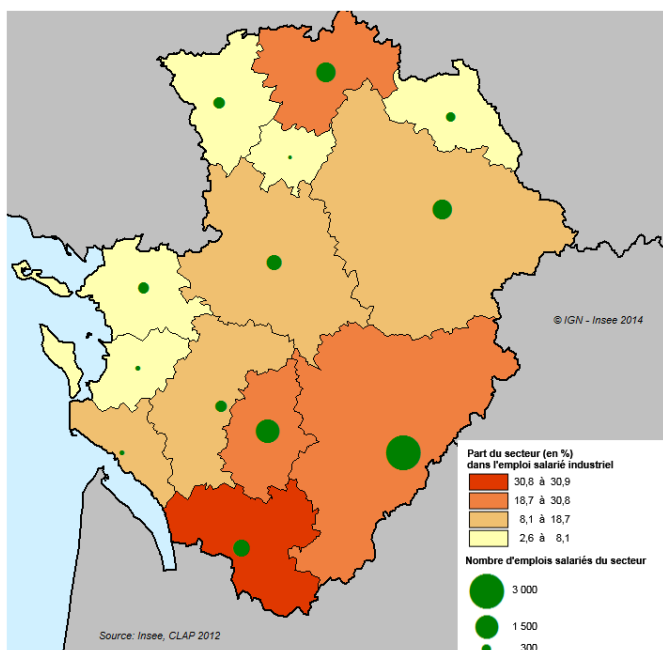 © IGN - Insee 2014
Part du secteur (en %)
dans l'emploi salarié industriel
30,8 à 30,9
18,7 à 30,8
8,1 à 18,7
2,6 à 8,1
Nombre d'emplois salariés du secteur
3 000
1 500
300
Source: Insee, CLAP 2012